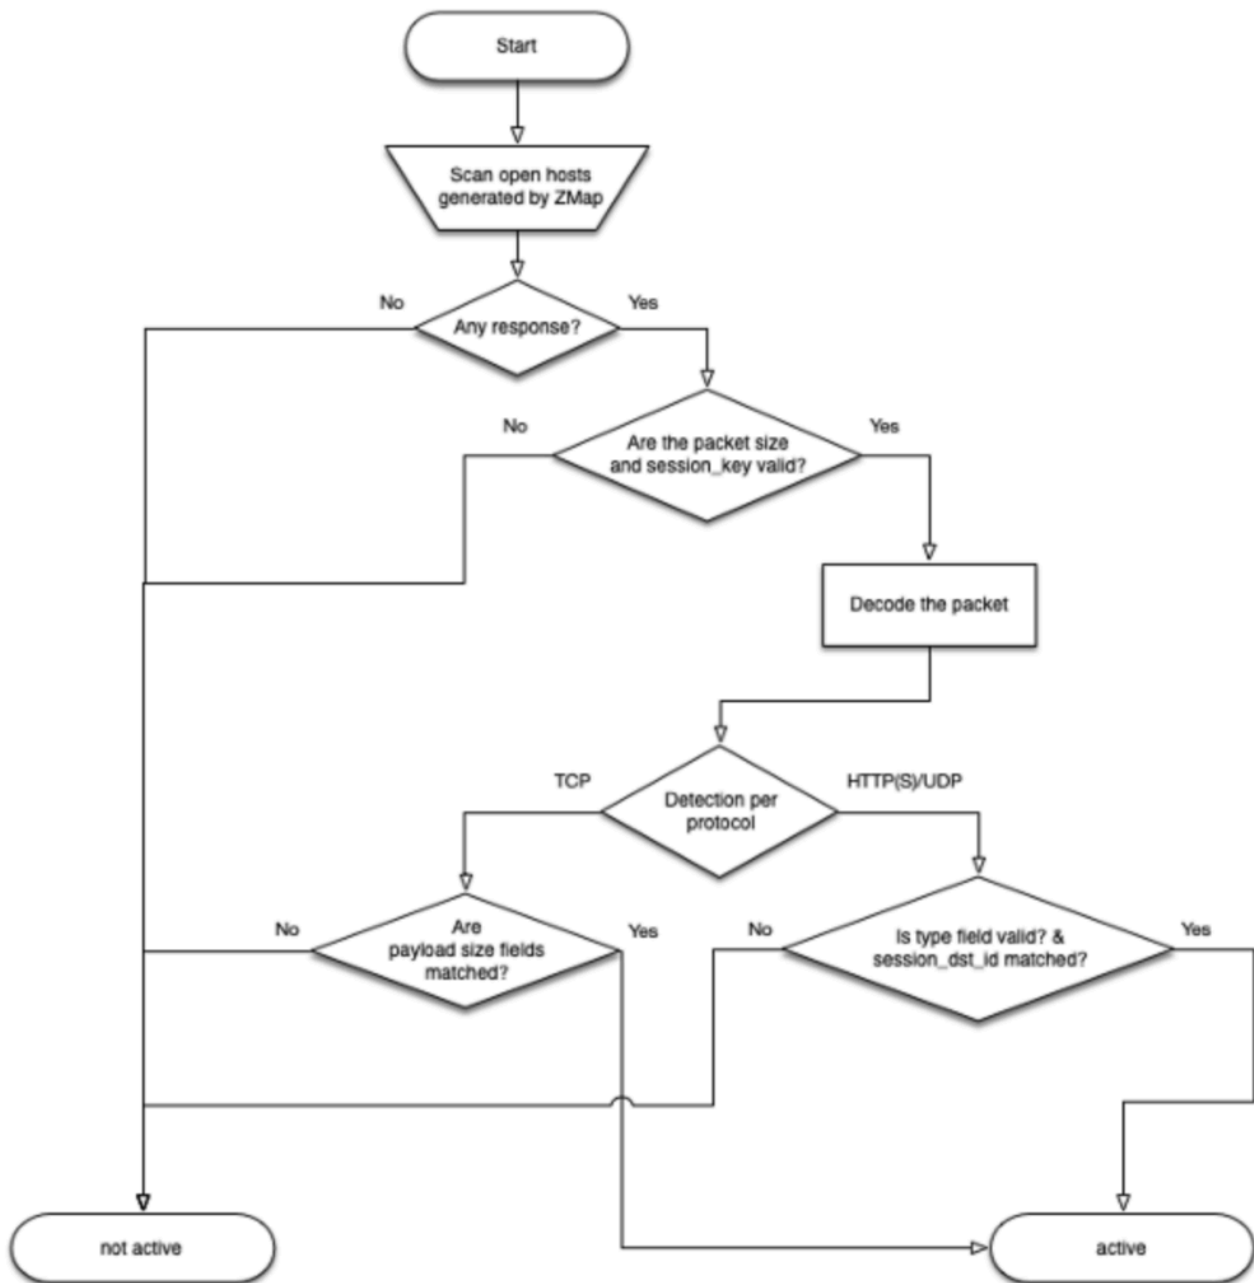 Start
Scan open hosts
generated by ZMap
No
Yes
Any response?
No
Yes
Are the packet size
and session_key valid?
Decode the packet
TCP
HTTP(S)/UDP
Detection per
protocol
No
Are
payload size fields
matched?
Yes
No
Is type field valid? &
session_dst_id matched?
Yes
not active
active